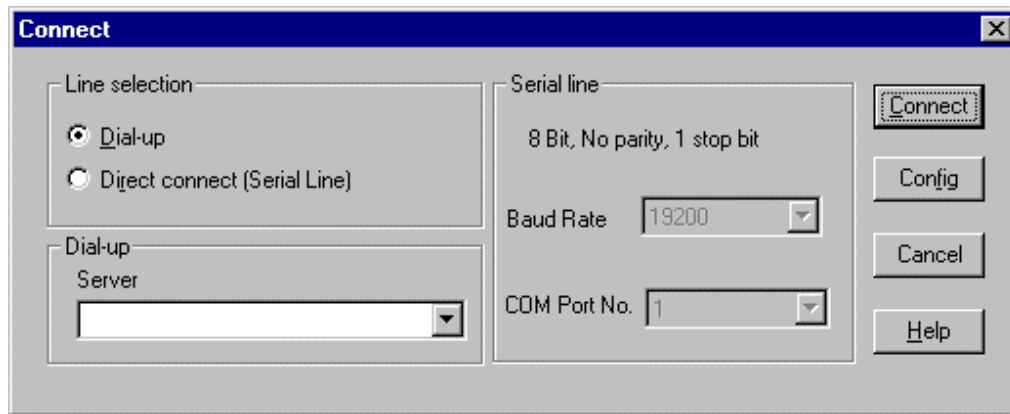 Connect
Line selection
Dial-up
Direct connect (Serial Line)
Dial-up
Server
Serial line
8 Bit, No parity, 1 stop bit
Baud Rate 19200
COM Port No. 1
Connect
Config
Cancel
Help